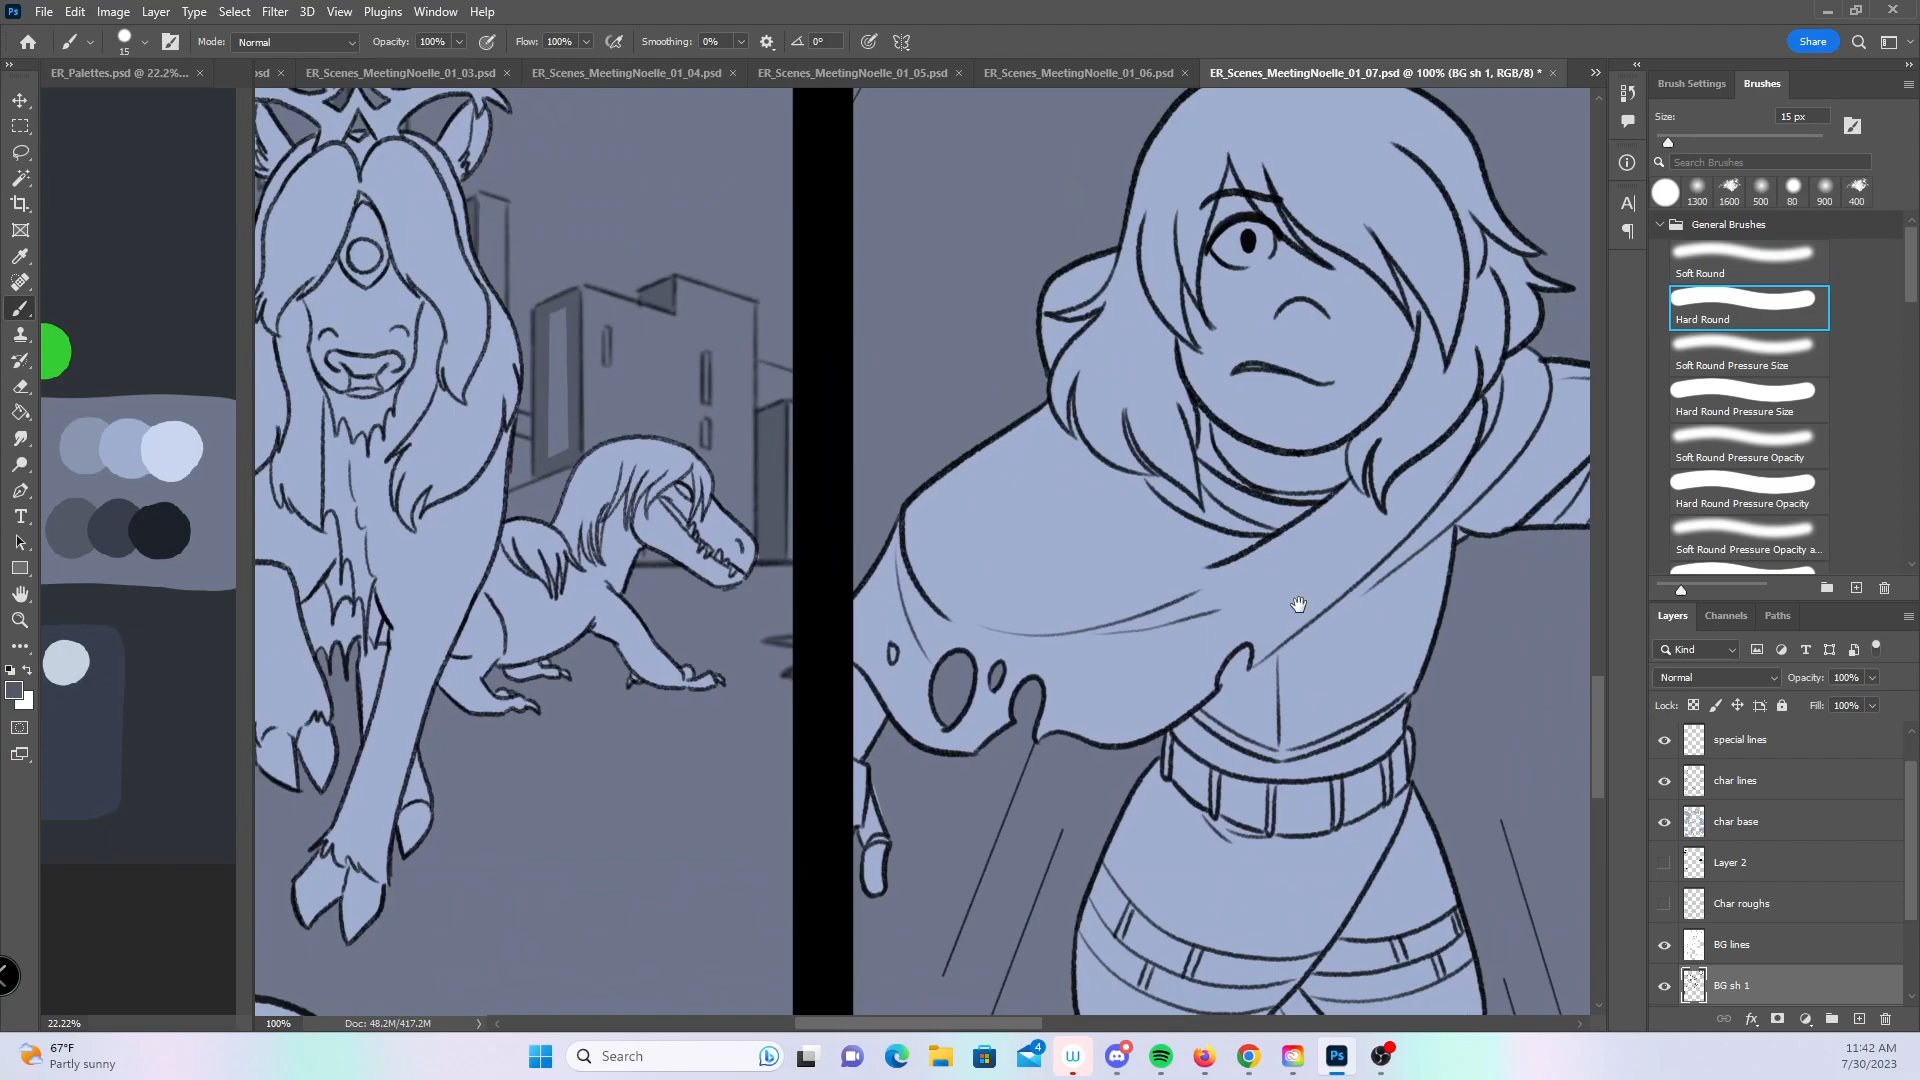 Ps File Edit Image Layer Type Select Filter 3D View Plugins Window Help
15 Mode: Normal Opacity: 100% Flow: 100% Smoothing: 0% 0° Share
ER_Palettes.psd @ 22.2%... × psd × ER_Scenes_MeetingNoelle_01_03.psd × ER_Scenes_MeetingNoelle_01_04.psd × ER_Scenes_MeetingNoelle_01_05.psd × ER_Scenes_MeetingNoelle_01_06.psd × ER_Scenes_MeetingNoelle_01_07.psd @ 100% (BG sh 1, RGB/8) * ×
Brush Settings Brushes
Size: 15 px
Search Brushes
1300 1600 500 80 900 400
General Brushes
Soft Round
Hard Round
Soft Round Pressure Size
Hard Round Pressure Size
Soft Round Pressure Opacity
Hard Round Pressure Opacity
Soft Round Pressure Opacity a...
Layers Channels Paths
Kind
Normal Opacity: 100%
Lock: Fill: 100%
special lines
char lines
char base
Layer 2
Char roughs
BG lines
BG sh 1
22.22% 100% Doc: 48.2M/417.2M
67°F
Partly sunny
Search
4
Ps
11:42 AM
7/30/2023